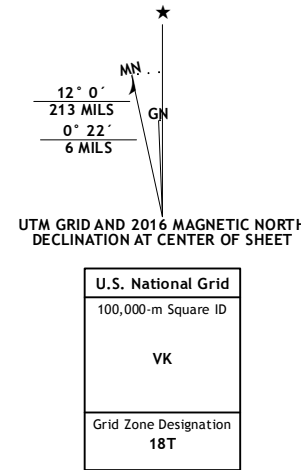 ★
MN
GN
12° 0´
213 MILS
0° 22´
6 MILS
UTM GRID AND 2016 MAGNETIC NORTH
DECLINATION AT CENTER OF SHEET
U.S. National Grid
100,000-m Square ID
VK
Grid Zone Designation
18T